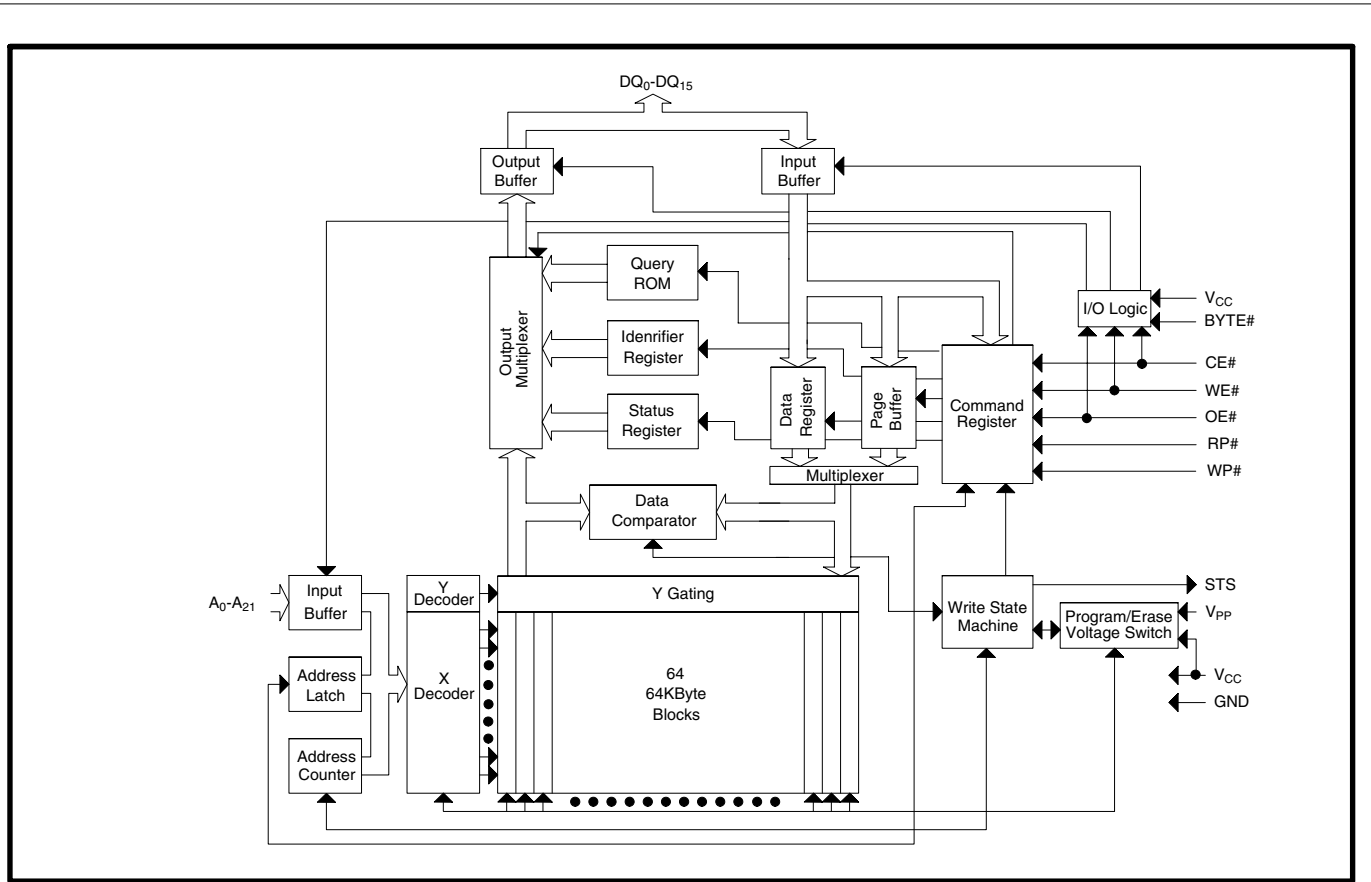 DQ0-DQ15
Output
Buffer
Input
Buffer
Output
Multiplexer
Query
ROM
Idenrifier
Register
Status
Register
Data
Register
Page
Buffer
Multiplexer
Command
Register
I/O Logic
VCC
BYTE#
CE#
WE#
OE#
RP#
WP#
Data
Comparator
A0-A21
Input
Buffer
Address
Latch
Address
Counter
Y
Decoder
X
Decoder
Y Gating
64
64KByte
Blocks
Write State
Machine
Program/Erase
Voltage Switch
STS
VPP
VCC
GND